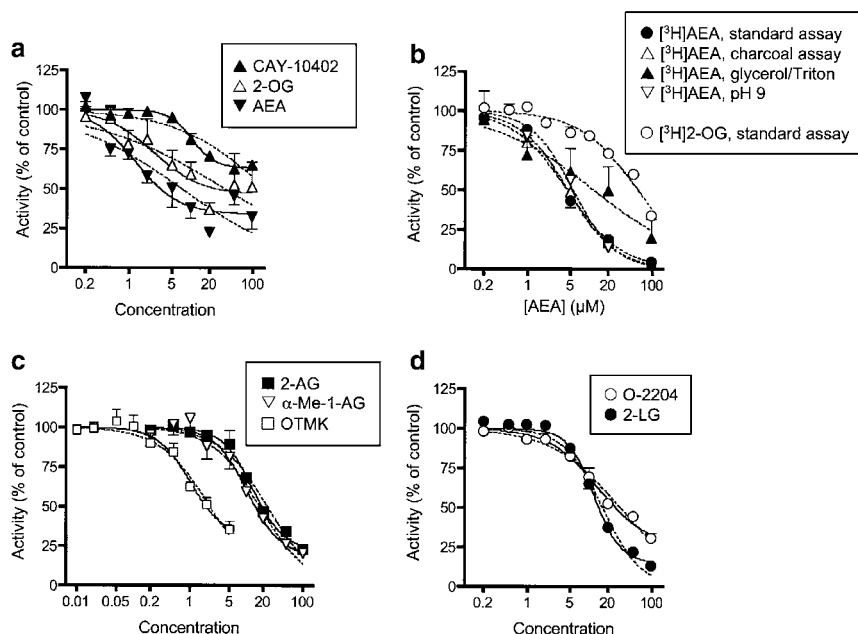 a
CAY-10402
2-OG
AEA
Activity (% of control)
125
100
75
50
25
0
0.2 1 5 20 100
Concentration
b
[³H]AEA, standard assay
[³H]AEA, charcoal assay
[³H]AEA, glycerol/Triton
[³H]AEA, pH 9
[³H]2-OG, standard assay
Activity (% of control)
125
100
75
50
25
0
0.2 1 5 20 100
[AEA] (µM)
c
2-AG
α-Me-1-AG
OTMK
Activity (% of control)
125
100
75
50
25
0
0.01 0.05 0.2 1 5 20 100
Concentration
d
O-2204
2-LG
Activity (% of control)
125
100
75
50
25
0
0.2 1 5 20 100
Concentration